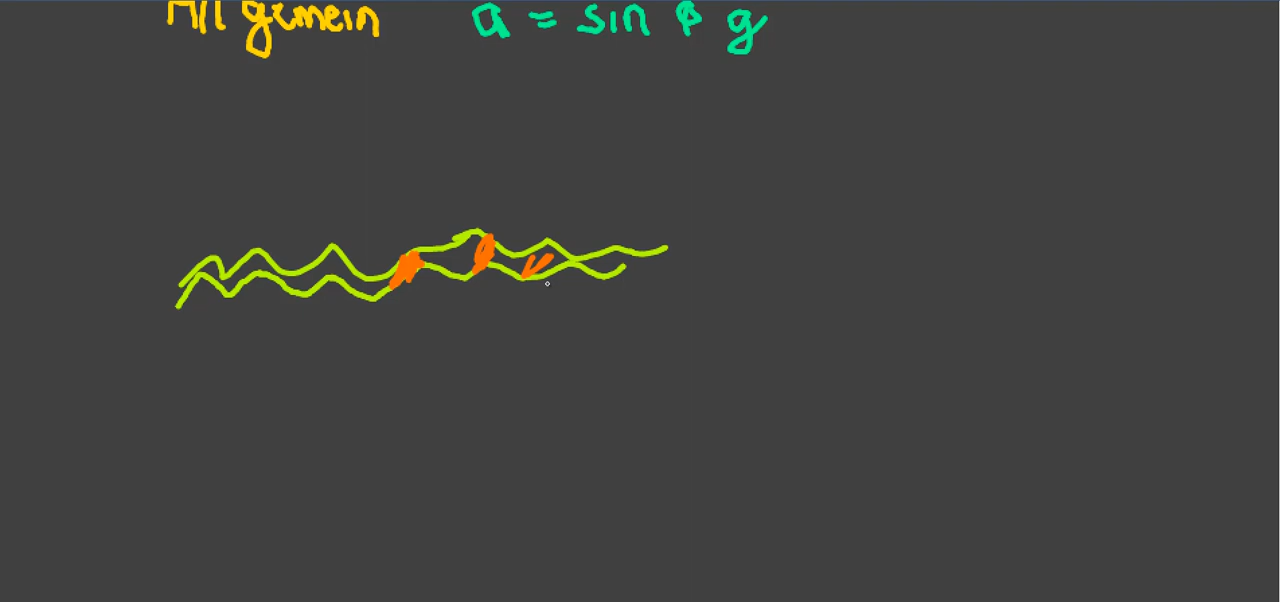 Allgemein a = sin ϕ g